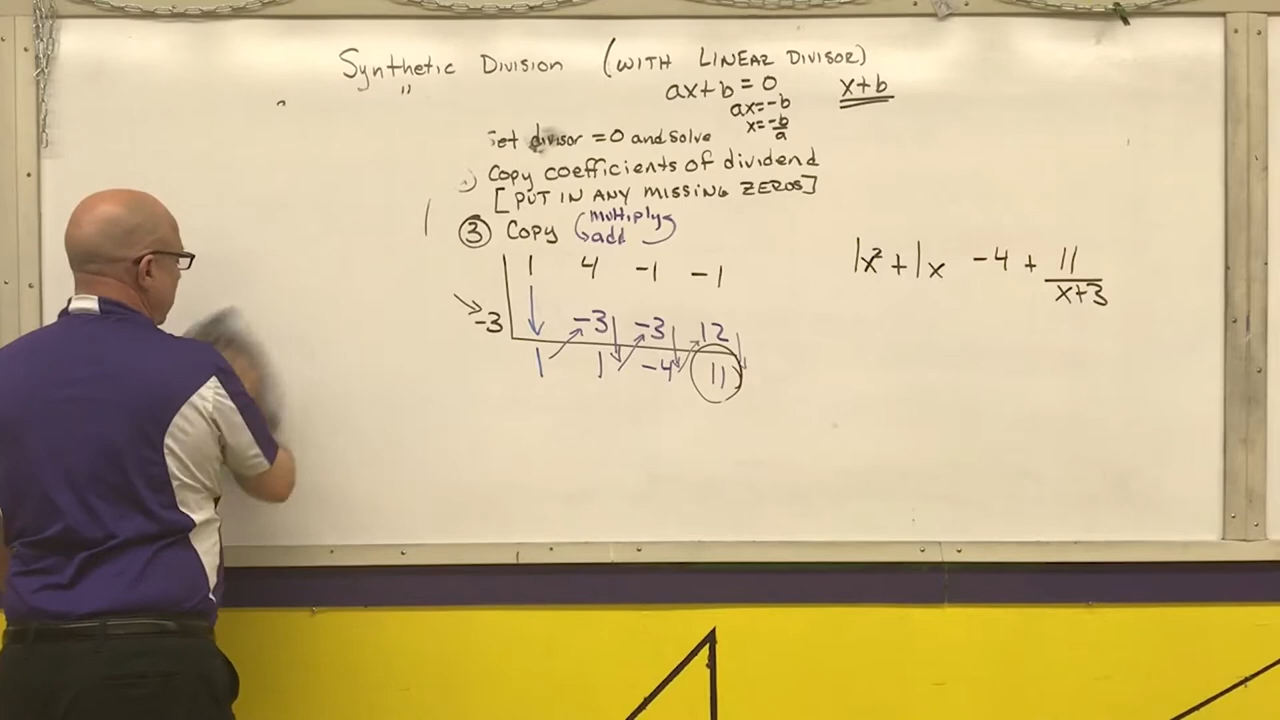 Synthetic Division (WITH LINEAR DIVISOR)
ax+b=0 x+b
ax=-b
x=-b/a
set divisor =0 and solve
Copy coefficients of dividend
[PUT IN ANY MISSING ZEROS]
③ Copy multiply
add
1 4 -1 -1
-3 -3 -3 12
1 1 -4 11
1x²+1x -4+ 11/x+3